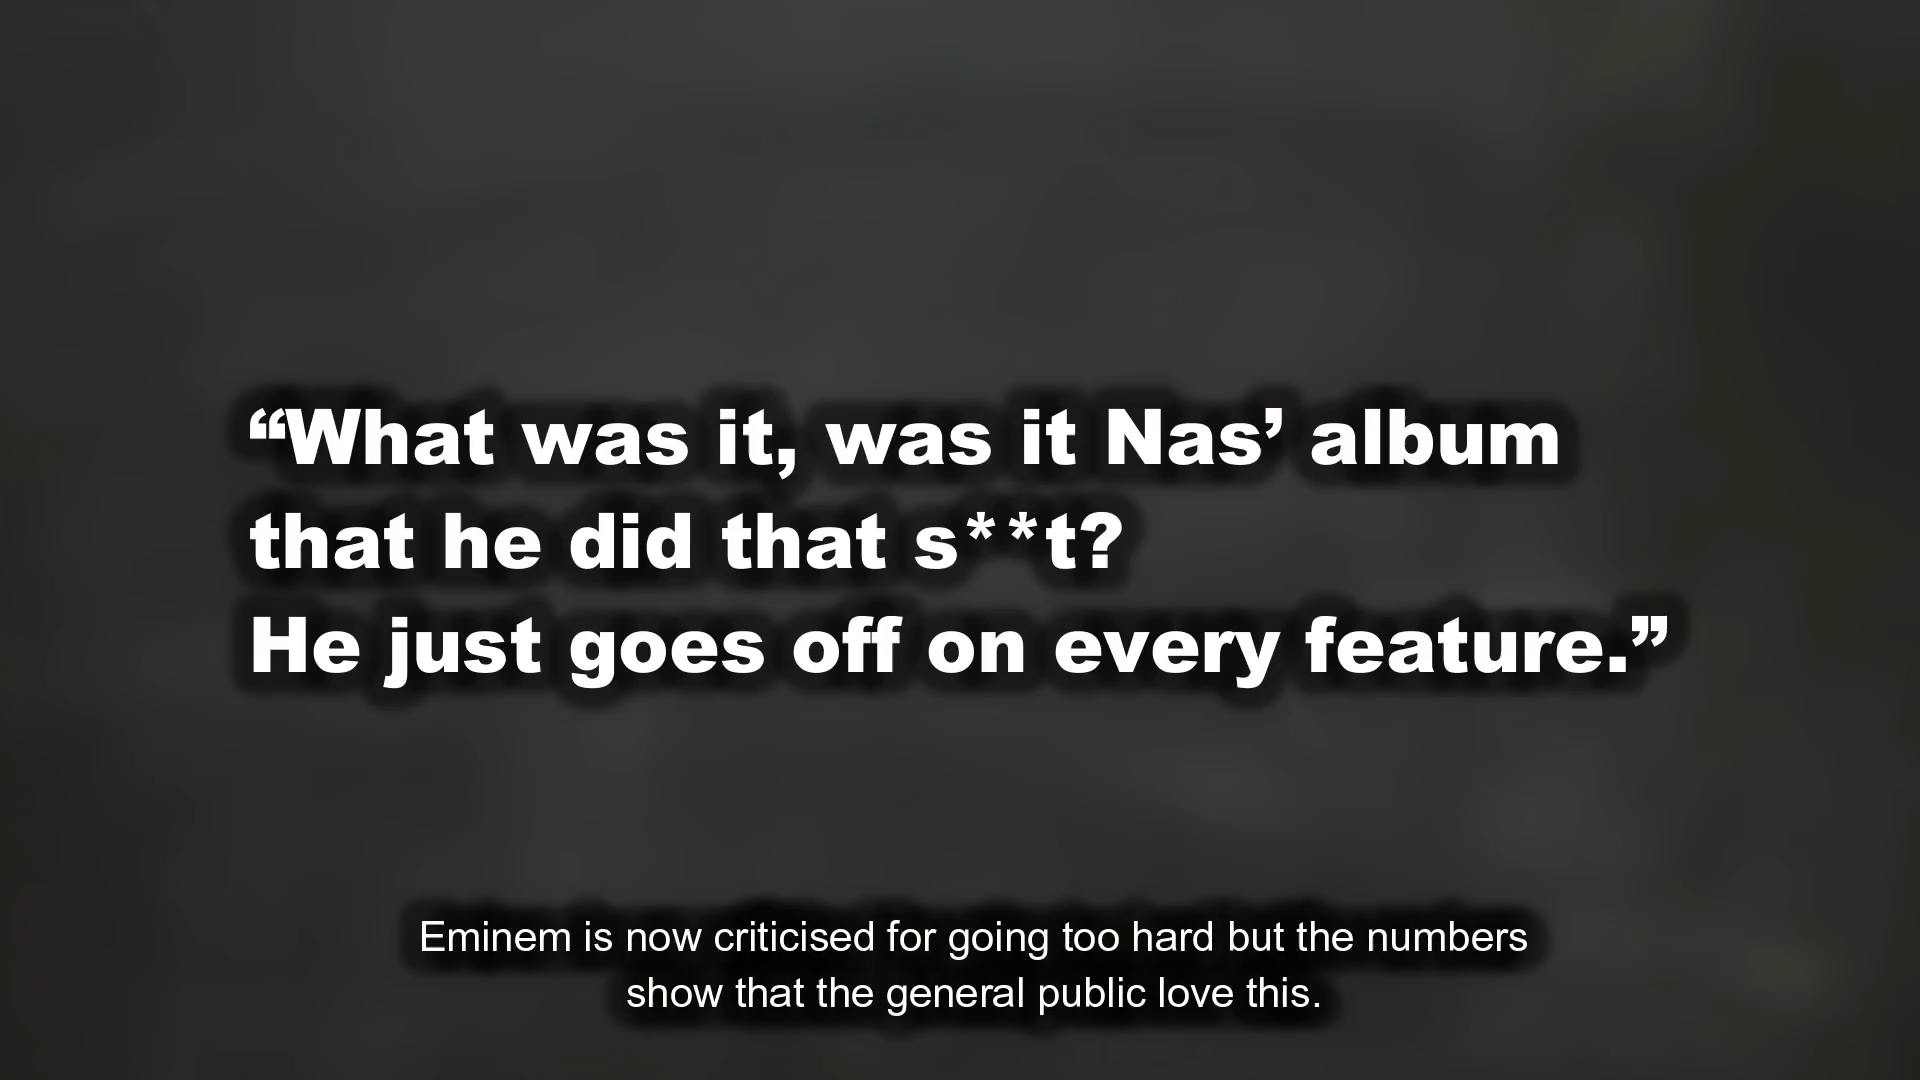 “What was it, was it Nas’ album
that he did that s**t?
He just goes off on every feature.”
Eminem is now criticised for going too hard but the numbers
show that the general public love this.